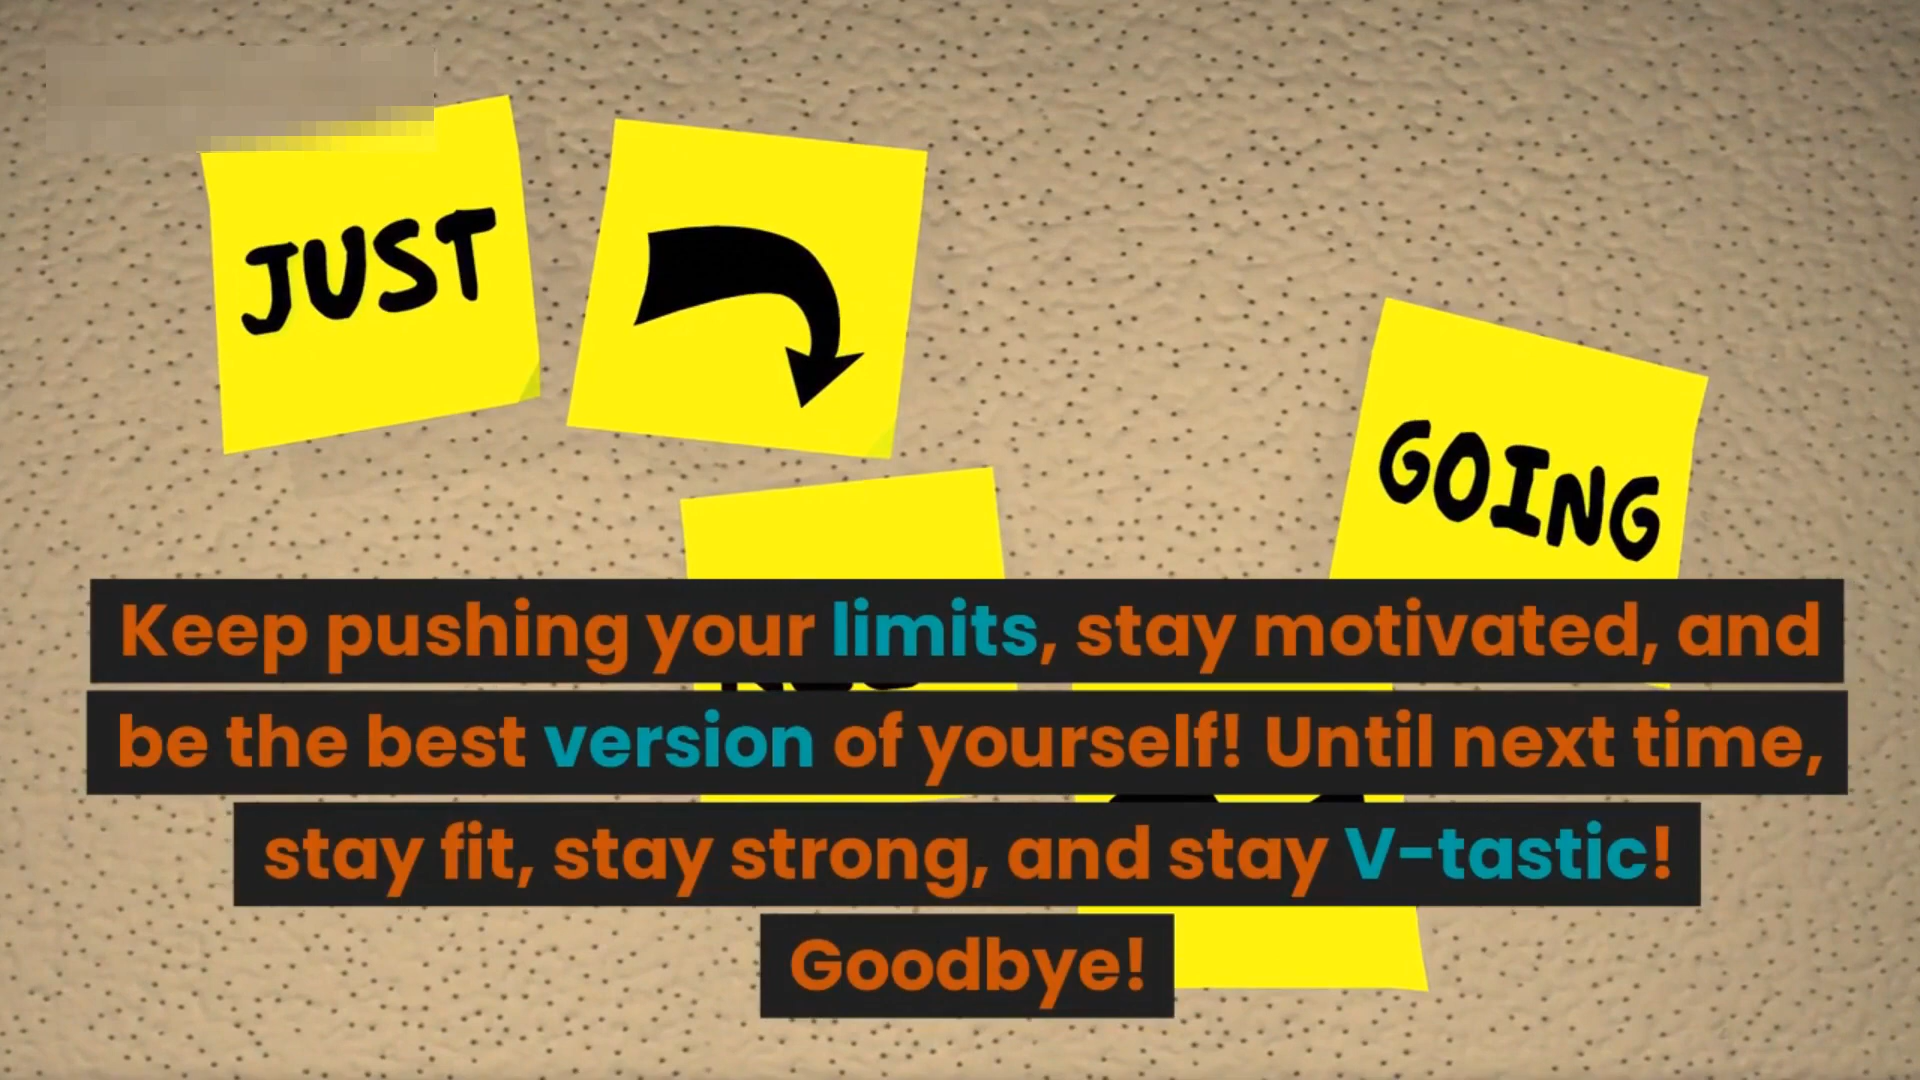 JUST
GOING
Keep pushing your limits, stay motivated, and
be the best version of yourself! Until next time,
stay fit, stay strong, and stay V-tastic!
Goodbye!